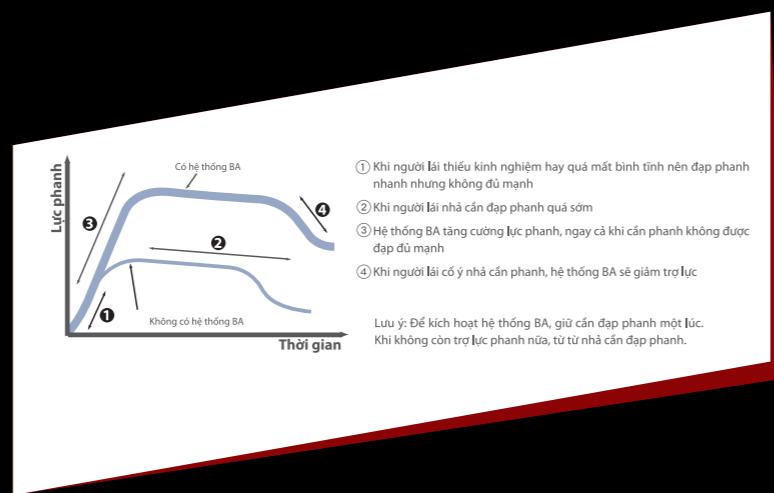 Lực phanh
Có hệ thống BA
❸
❹
❷
❶
Không có hệ thống BA
Thời gian
① Khi người lái thiếu kinh nghiệm hay quá mất bình tĩnh nên đạp phanh
nhanh nhưng không đủ mạnh
② Khi người lái nhả cần đạp phanh quá sớm
③ Hệ thống BA tăng cường lực phanh, ngay cả khi cần phanh không được
đạp đủ mạnh
④ Khi người lái cố ý nhả cần phanh, hệ thống BA sẽ giảm trợ lực
Lưu ý: Để kích hoạt hệ thống BA, giữ cần đạp phanh một lúc.
Khi không còn trợ lực phanh nữa, từ từ nhả cần đạp phanh.